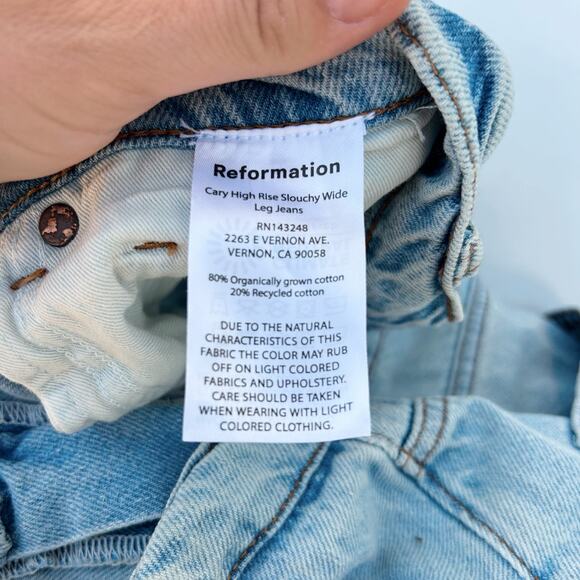 Reformation
Cary High Rise Slouchy Wide
Leg Jeans
RN143248
2263 E VERNON AVE.
VERNON, CA 90058
80% Organically grown cotton
20% Recycled cotton
DUE TO THE NATURAL
CHARACTERISTICS OF THIS
FABRIC THE COLOR MAY RUB
OFF ON LIGHT COLORED
FABRICS AND UPHOLSTERY.
CARE SHOULD BE TAKEN
WHEN WEARING WITH LIGHT
COLORED CLOTHING.